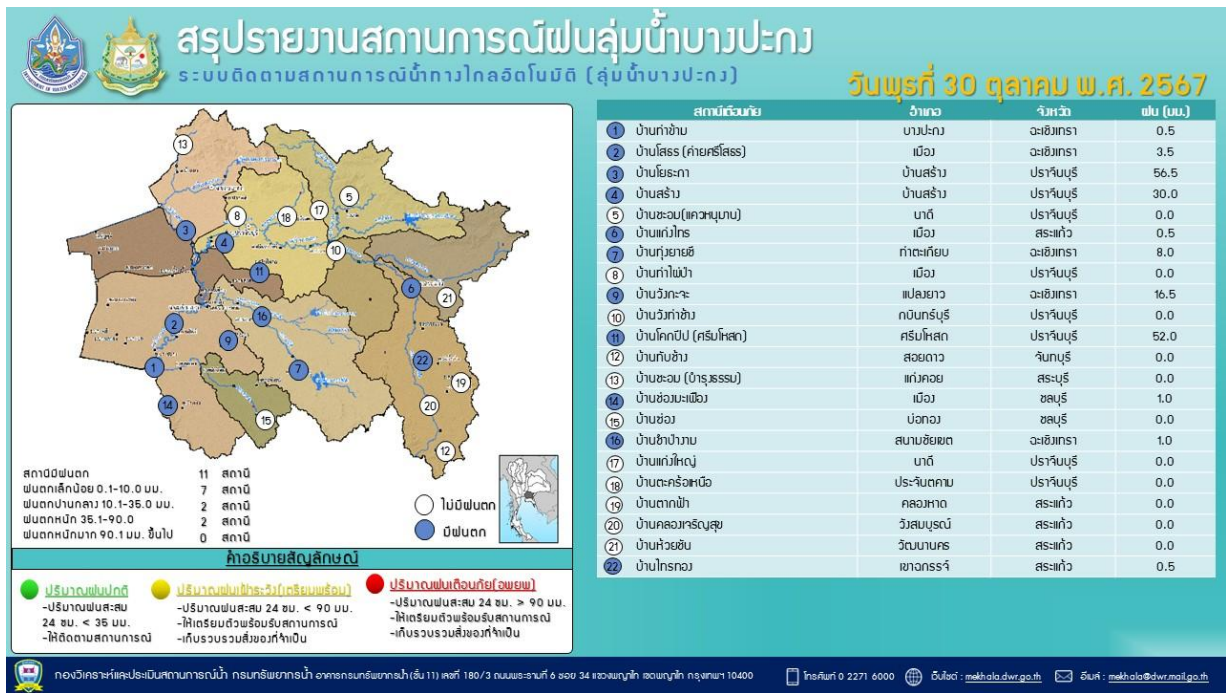 สรุปรายงานสถานการณ์ฝนลุ่มน้ำบางปะกง
ระบบติดตามสถานการณ์น้ำทางไกลอัตโนมัติ (ลุ่มน้ำบางปะกง)
วันพุธที่ 30 ตุลาคม พ.ศ. 2567
สถานีเตือนภัย อำเภอ จังหวัด ฝน (มม.)
1 บ้านท่าข้าม บางปะกง ฉะเชิงเทรา 0.5
2 บ้านโสธร (ค่ายศรีโสธร) เมือง ฉะเชิงเทรา 3.5
3 บ้านโยธะกา บ้านสร้าง ปราจีนบุรี 56.5
4 บ้านสร้าง บ้านสร้าง ปราจีนบุรี 30.0
5 บ้านชะอม(แควหนุมาน) นาดี ปราจีนบุรี 0.0
6 บ้านแก่งไทร เมือง สระแก้ว 0.5
7 บ้านทุ่งยายชี ท่าตะเกียบ ฉะเชิงเทรา 8.0
8 บ้านท่าไผ่ป่า เมือง ปราจีนบุรี 0.0
9 บ้านวังกะจะ แปลงยาว ฉะเชิงเทรา 16.5
10 บ้านวังท่าช้าง กบินทร์บุรี ปราจีนบุรี 0.0
11 บ้านโคกปีป (ศรีมโหสถ) ศรีมโหสถ ปราจีนบุรี 52.0
12 บ้านทับช้าง สอยดาว จันทบุรี 0.0
13 บ้านชะอม (บำรุงธรรม) แก่งคอย สระบุรี 0.0
14 บ้านช่องมะเฟือง เมือง ชลบุรี 1.0
15 บ้านช่อง บ่อทอง ชลบุรี 0.0
16 บ้านชำป่างาม สนามชัยเขต ฉะเชิงเทรา 1.0
17 บ้านแก่งใหญ่ นาดี ปราจีนบุรี 0.0
18 บ้านตะคร้อเหนือ ประจันตคาม ปราจีนบุรี 0.0
19 บ้านตากฟ้า คลองหาด สระแก้ว 0.0
20 บ้านคลองเจริญสุข วังสมบูรณ์ สระแก้ว 0.0
21 บ้านห้วยชัน วัฒนานคร สระแก้ว 0.0
22 บ้านไทรทอง เขาฉกรรจ์ สระแก้ว 0.5
13
5
17
18
8
3
4
10
11
6
21
16
2
9
1
7
22
19
14
20
15
12
สถานีมีฝนตก 11 สถานี
ฝนตกเล็กน้อย 0.1-10.0 มม. 7 สถานี
ฝนตกปานกลาง 10.1-35.0 มม. 2 สถานี
ฝนตกหนัก 35.1-90.0 2 สถานี
ฝนตกหนักมาก 90.1 มม. ขึ้นไป 0 สถานี
ไม่มีฝนตก
มีฝนตก
คำอธิบายสัญลักษณ์
ปริมาณฝนปกติ
-ปริมาณฝนสะสม
24 ชม. < 35 มม.
-ให้ติดตามสถานการณ์
ปริมาณฝนเฝ้าระวัง(เตรียมพร้อม)
-ปริมาณฝนสะสม 24 ชม. < 90 มม.
-ให้เตรียมตัวพร้อมรับสถานการณ์
-เก็บรวบรวมสิ่งของที่จำเป็น
ปริมาณฝนเตือนภัย(อพยพ)
-ปริมาณฝนสะสม 24 ชม. > 90 มม.
-ให้เตรียมตัวพร้อมรับสถานการณ์
-เก็บรวบรวมสิ่งของที่จำเป็น
กองวิเคราะห์และประเมินสถานการณ์น้ำ กรมทรัพยากรน้ำ อาคารกรมทรัพยากรน้ำ(ชั้น 11) เลขที่ 180/3 ถนนพระรามที่ 6 ซอย 34 แขวงพญาไท เขตพญาไท กรุงเทพฯ 10400 โทรศัพท์ 0 2271 6000 เว็บไซต์ : mekhala.dwr.go.th อีเมล์ : mekhala@dwr.mail.go.th